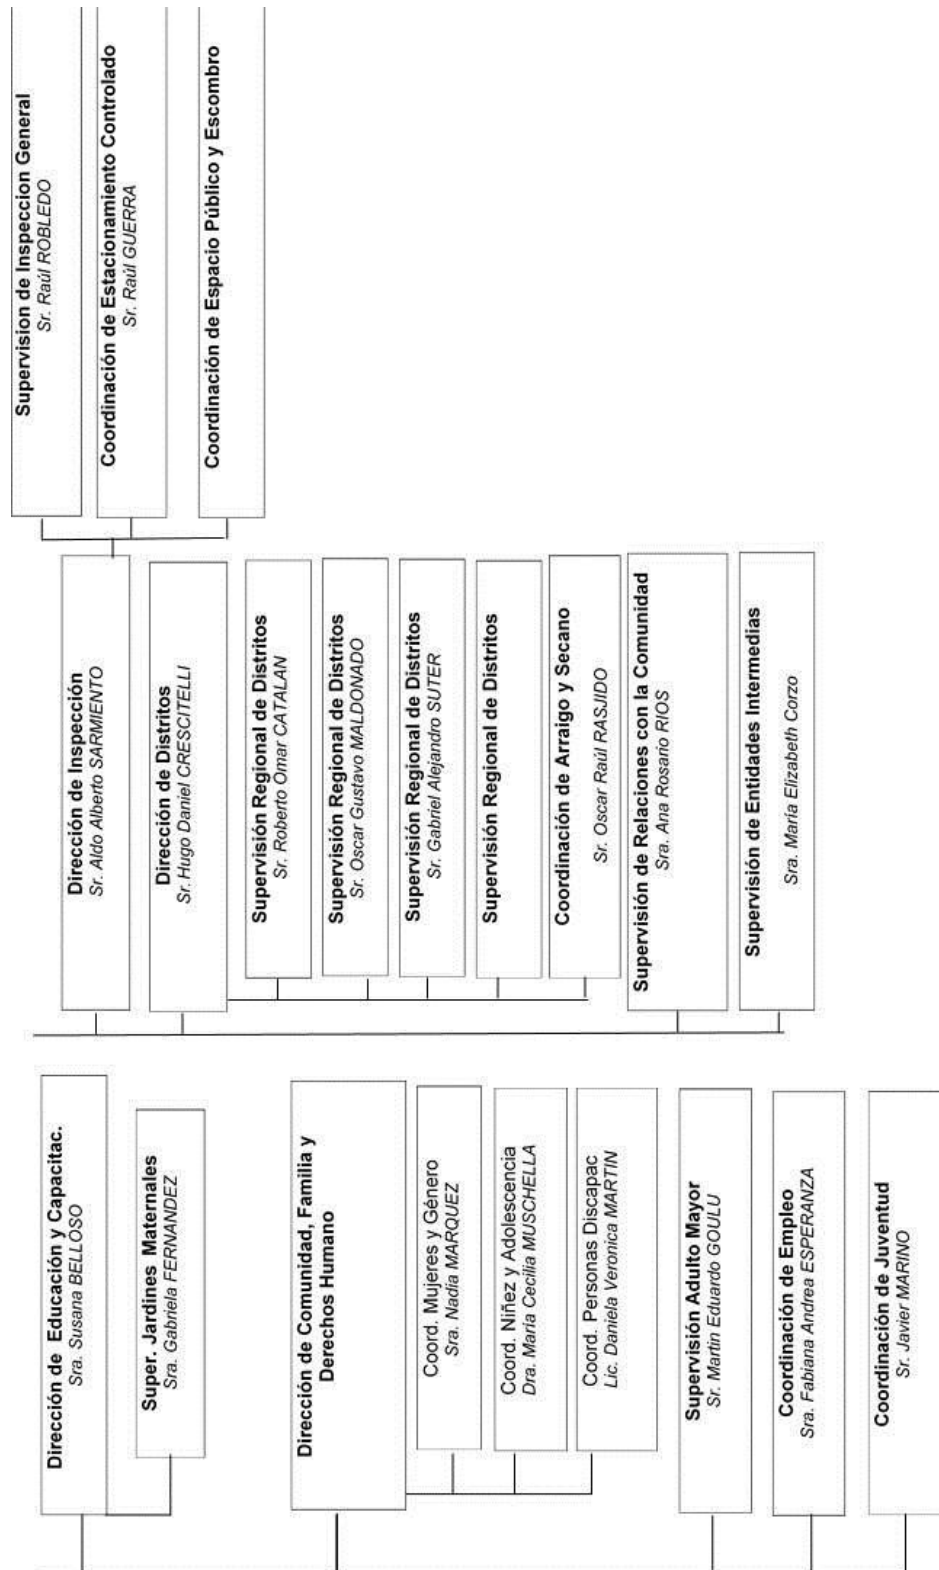 Supervision de Inspeccion General
Sr. Raúl ROBLEDO
Coordinación de Estacionamiento Controlado
Sr. Raúl GUERRA
Coordinación de Espacio Público y Escombro
Dirección de Inspección
Sr. Aldo Alberto SARMIENTO
Dirección de Distritos
Sr. Hugo Daniel CRESCITELLI
Supervisión Regional de Distritos
Sr. Roberto Omar CATALAN
Supervisión Regional de Distritos
Sr. Oscar Gustavo MALDONADO
Supervisión Regional de Distritos
Sr. Gabriel Alejandro SUTER
Supervisión Regional de Distritos
Coordinación de Arraigo y Secano
Sr. Oscar Raúl RASJIDO
Supervisión de Relaciones con la Comunidad
Sra. Ana Rosario RIOS
Supervisión de Entidades Intermedias
Sra. María Elizabeth Corzo
Dirección de Educación y Capacitac.
Sra. Susana BELLOSO
Super. Jardines Maternales
Sra. Gabriela FERNANDEZ
Dirección de Comunidad, Familia y
Derechos Humano
Coord. Mujeres y Género
Sra. Nadia MARQUEZ
Coord. Niñez y Adolescencia
Dra. Maria Cecilia MUSCHELLA
Coord. Personas Discapac
Lic. Daniela Veronica MARTIN
Supervisión Adulto Mayor
Sr. Martin Eduardo GOULU
Coordinación de Empleo
Sra. Fabiana Andrea ESPERANZA
Coordinación de Juventud
Sr. Javier MARINO